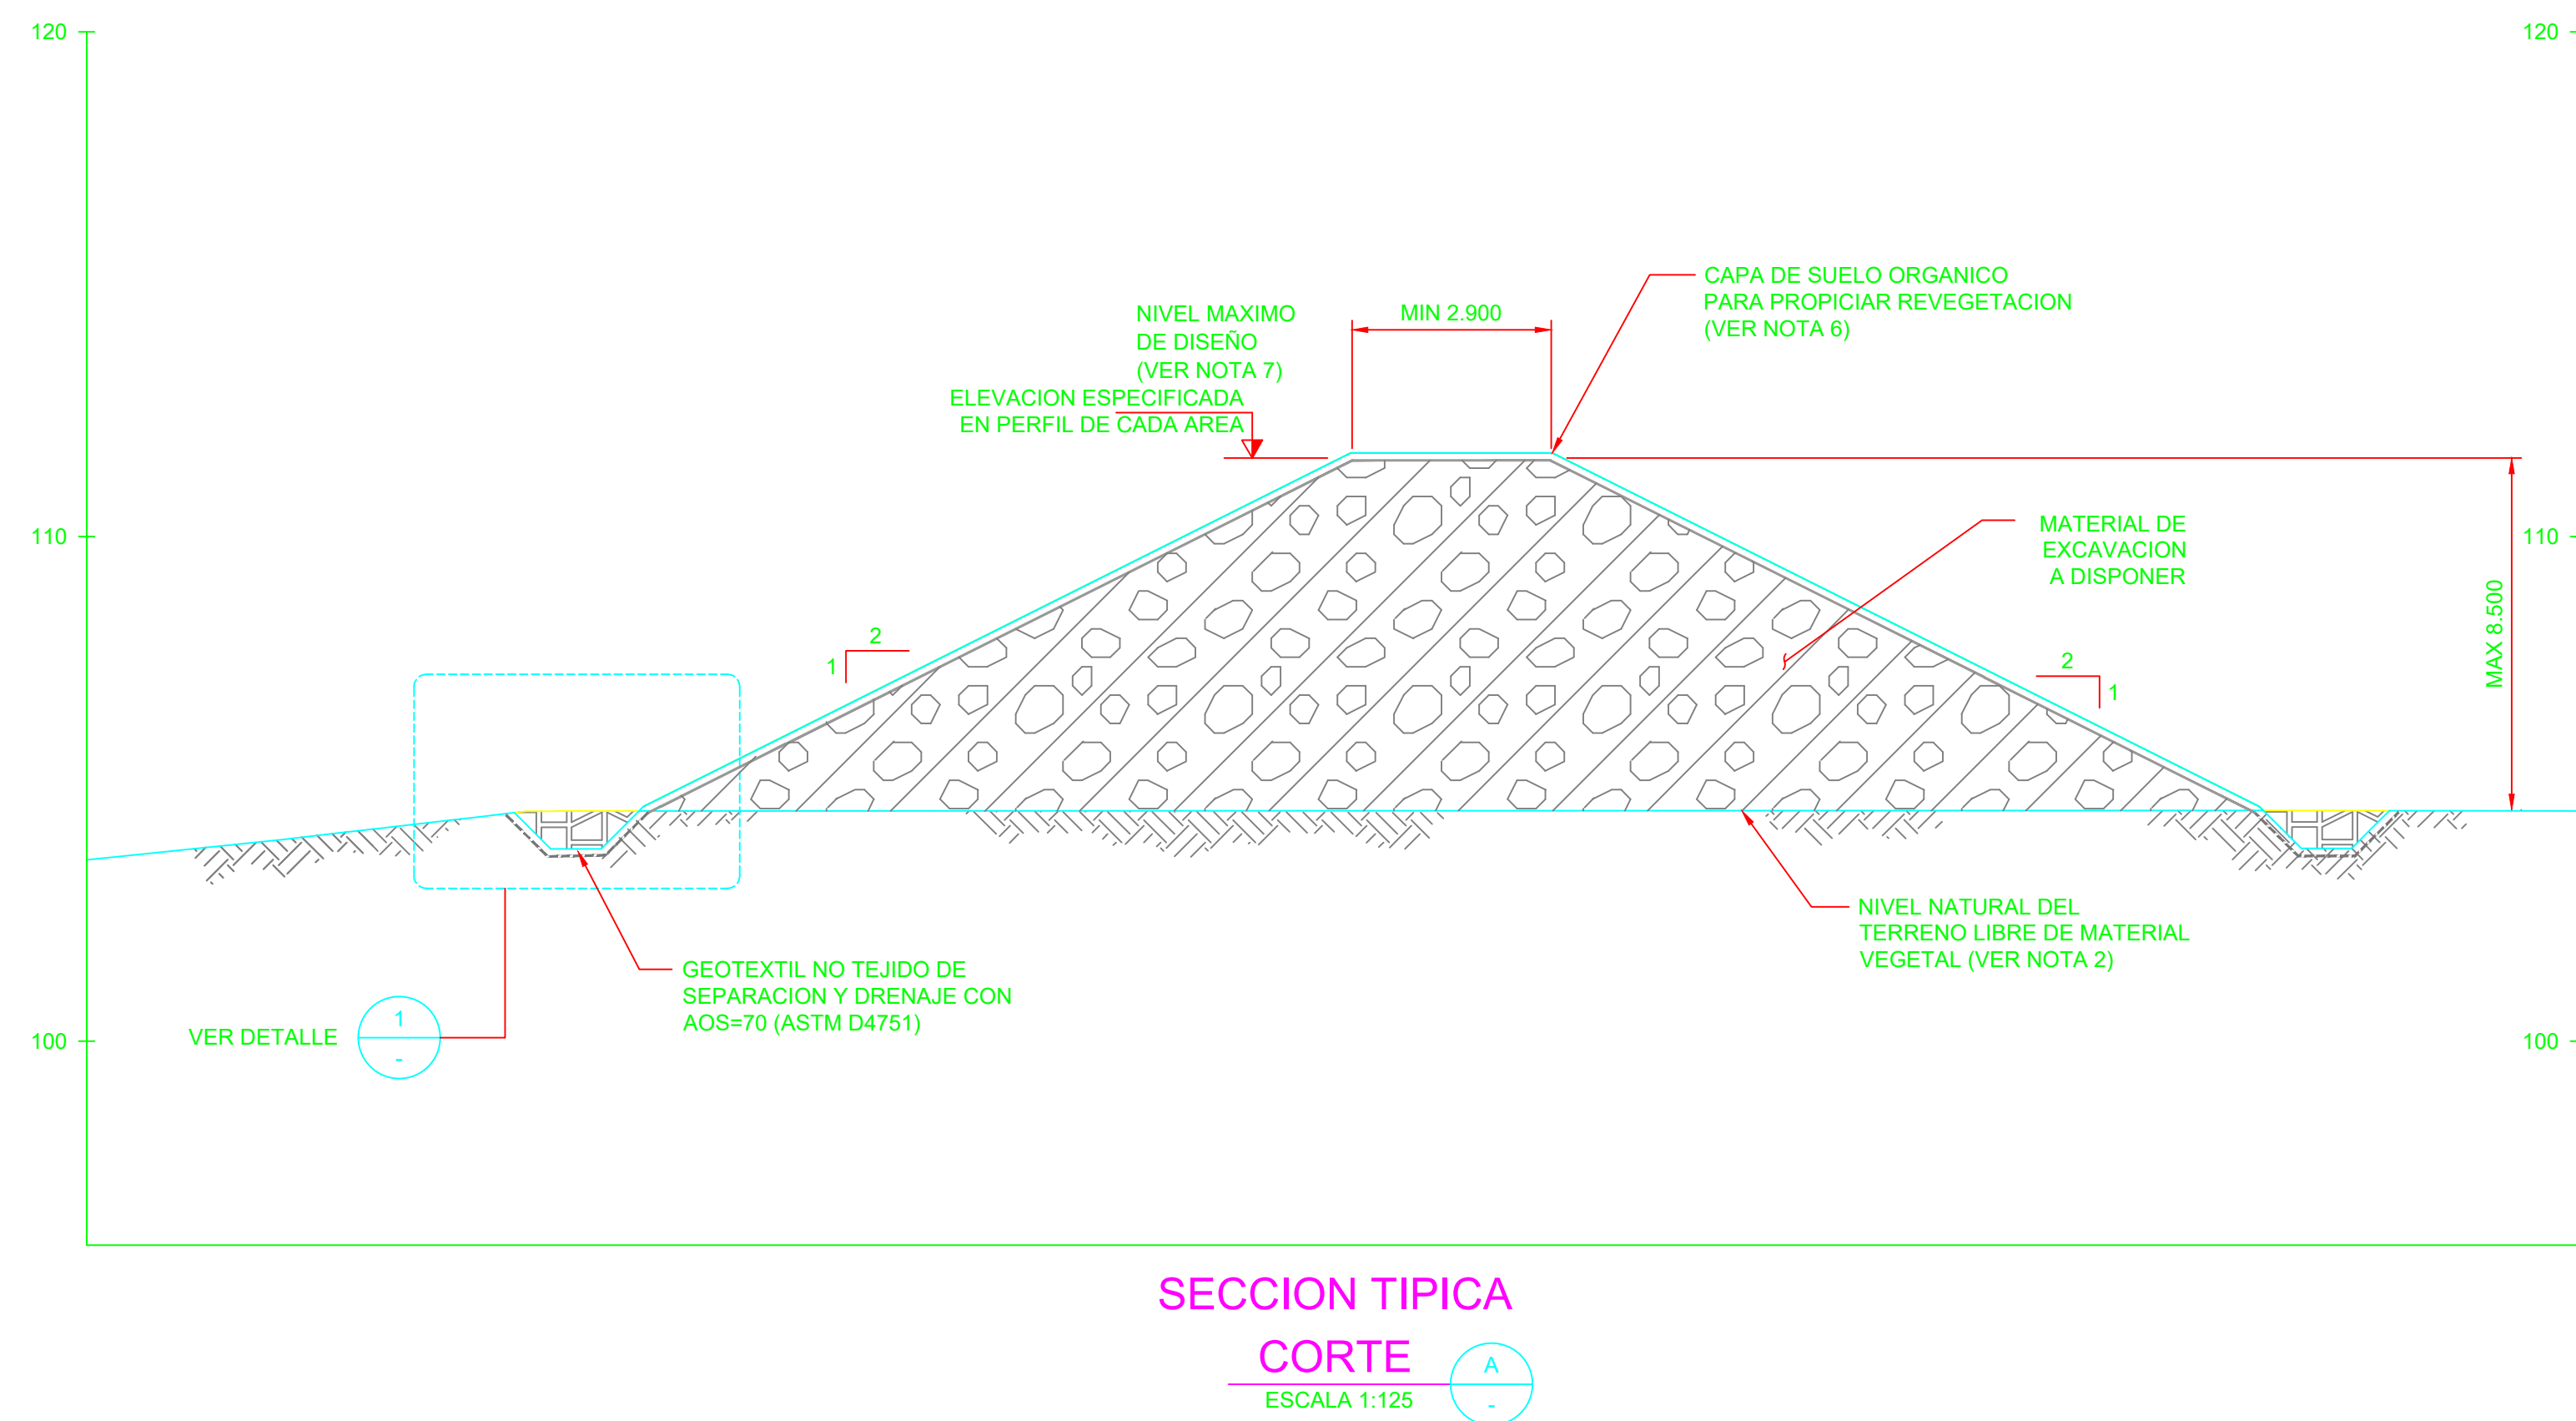 120
120
CAPA DE SUELO ORGANICO
PARA PROPICIAR REVEGETACION
(VER NOTA 6)
NIVEL MAXIMO
DE DISEÑO
(VER NOTA 7)
MIN 2.900
ELEVACION ESPECIFICADA
EN PERFIL DE CADA AREA
110
110
MATERIAL DE
EXCAVACION
A DISPONER
MAX 8.500
2
1
2
1
NIVEL NATURAL DEL
TERRENO LIBRE DE MATERIAL
VEGETAL (VER NOTA 2)
GEOTEXTIL NO TEJIDO DE
SEPARACION Y DRENAJE CON
AOS=70 (ASTM D4751)
100
VER DETALLE
1
-
100
SECCION TIPICA
CORTE
A
-
ESCALA 1:125